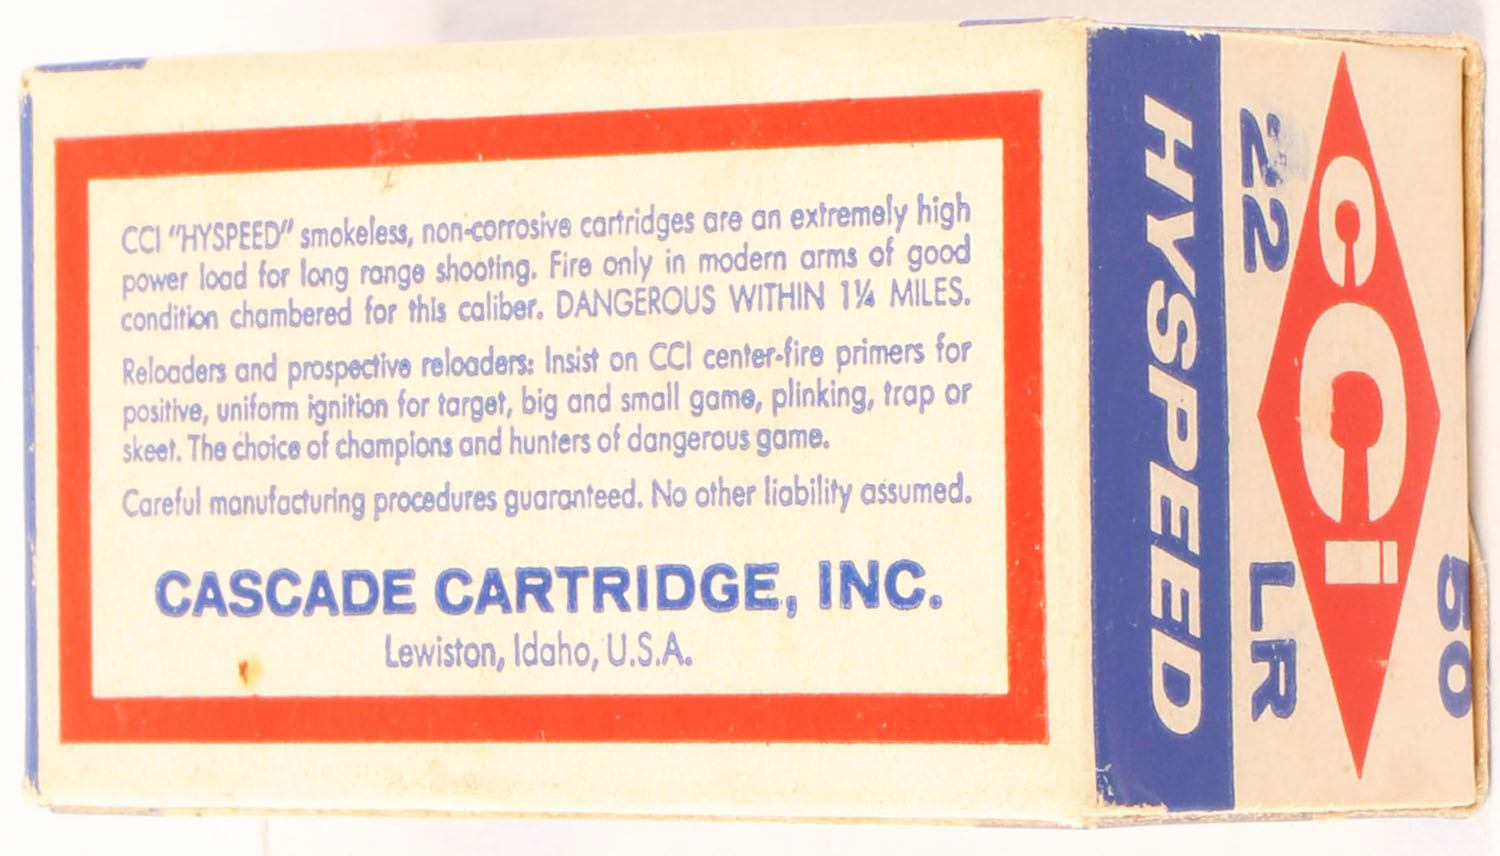 CCI "HYSPEED" smokeless, non-corrosive cartridges are an extremely high
power load for long range shooting. Fire only in modern arms of good
condition chambered for this caliber. DANGEROUS WITHIN 1¼ MILES.
Reloaders and prospective reloaders: Insist on CCI center-fire primers for
positive, uniform ignition for target, big and small game, plinking, trap or
skeet. The choice of champions and hunters of dangerous game.
Careful manufacturing procedures guaranteed. No other liability assumed.
CASCADE CARTRIDGE, INC.
Lewiston, Idaho, U.S.A.
HYSPEED
22 LR
CCI
50